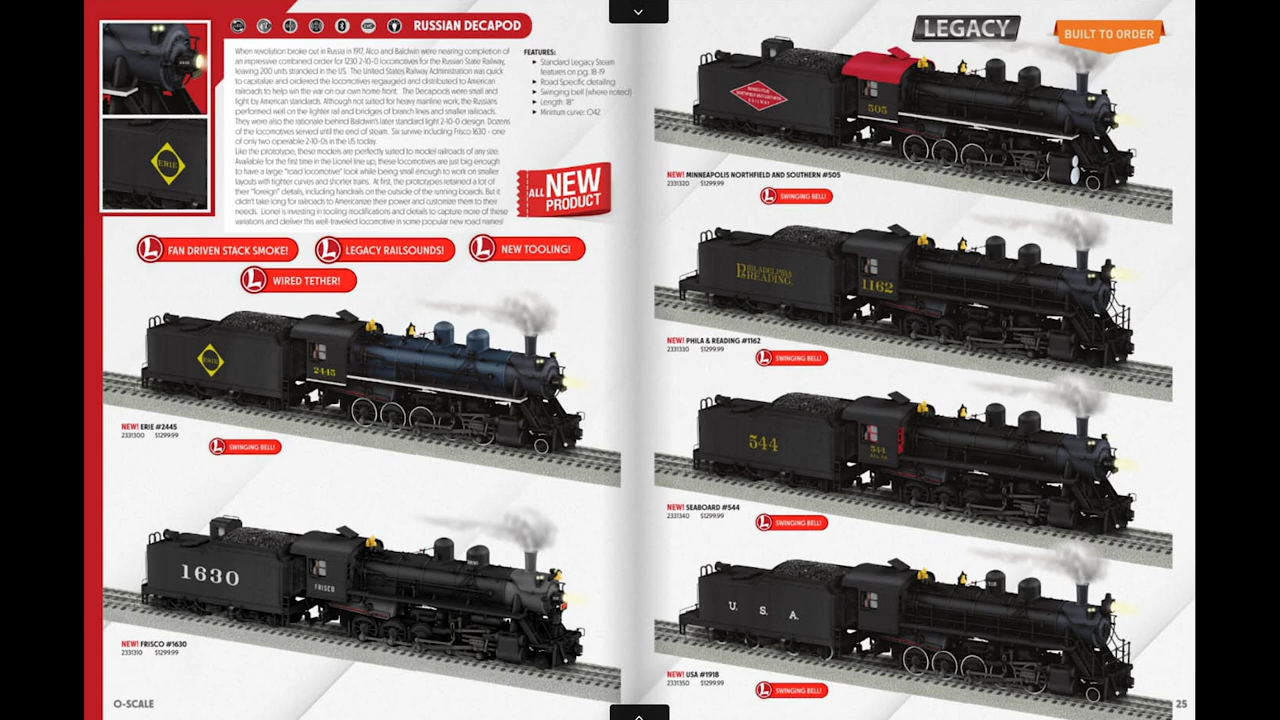 RUSSIAN DECAPOD
When revolution broke out in Russia in 1917, Alco and Baldwin were nearing completion of
an impressive combined order for 1230 2-10-0 locomotives for the Russian State Railway,
leaving 200 units stranded in the US. The United States Railway Administration was quick
to capitalize and ordered the locomotives regauged and distributed to American
railroads to help win the war on our own home front. The Decapods were small and
light by American standards. Although not suited for heavy mainline work, the Russians
performed well on the lighter rail and bridges of branch lines and smaller railroads.
They were also the rationale behind Baldwin's later standard light 2-10-0 design. Dozens
of the locomotives served until the end of steam. Six survive including Frisco 1630 - one
of only two operable 2-10-0s in the US today.
Like the prototype, these models are perfectly suited to model railroads of any size.
Available for the first time in the Lionel line up, these locomotives are just big enough
to have a large "road locomotive" look while being small enough to work on smaller
layouts with tighter curves and shorter trains. At first, the prototypes retained a lot of
their "foreign" details, including handrails on the outside of the running boards. But it
didn't take long for railroads to Americanize their power and customize them to their
needs. Lionel is investing in tooling modifications and details to capture more of these
variations and deliver this well-traveled locomotive in some popular new road names!
FEATURES:
Standard Legacy Steam
features on pg. 18-19
Road Specific detailing
Swinging bell (where noted)
Length: 18"
Minimum curve: O42
ALL NEW
PRODUCT
ERIE
L FAN DRIVEN STACK SMOKE!
L LEGACY RAILSOUNDS!
L NEW TOOLING!
L WIRED TETHER!
ERIE
2445
NEW! ERIE #2445
2331300 $1299.99
L SWINGING BELL!
1630
FRISCO
NEW! FRISCO #1630
2331310 $1299.99
O-SCALE
LEGACY
BUILT TO ORDER
505
NEW! MINNEAPOLIS NORTHFIELD AND SOUTHERN #505
2331320 $1299.99
L SWINGING BELL!
PHILADELPHIA
READING
1162
NEW! PHILA & READING #1162
2331330 $1299.99
L SWINGING BELL!
544
544
NEW! SEABOARD #544
2331340 $1299.99
L SWINGING BELL!
U. S. A.
NEW! USA #1918
2331350 $1299.99
L SWINGING BELL!
25